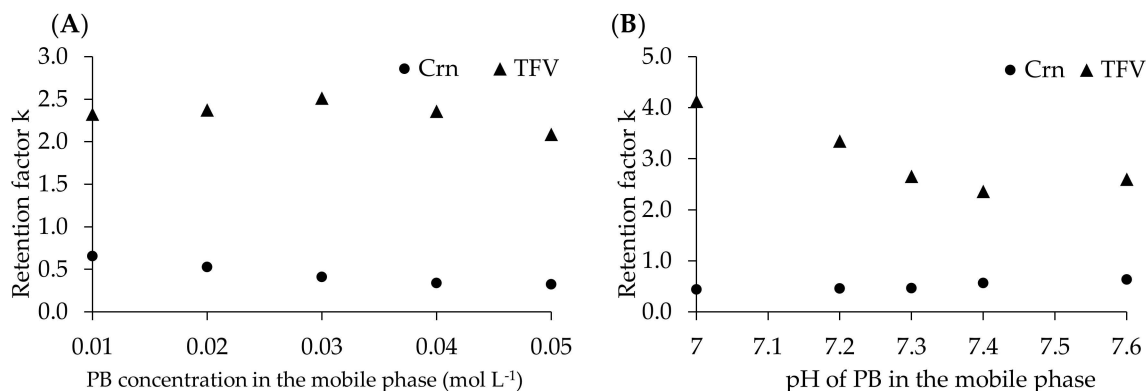 (A)
Crn TFV
Retention factor k
3.0
2.5
2.0
1.5
1.0
0.5
0.0
0.01 0.02 0.03 0.04 0.05
PB concentration in the mobile phase (mol L⁻¹)
(B)
Crn TFV
Retention factor k
5.0
4.0
3.0
2.0
1.0
0.0
7 7.1 7.2 7.3 7.4 7.5 7.6
pH of PB in the mobile phase